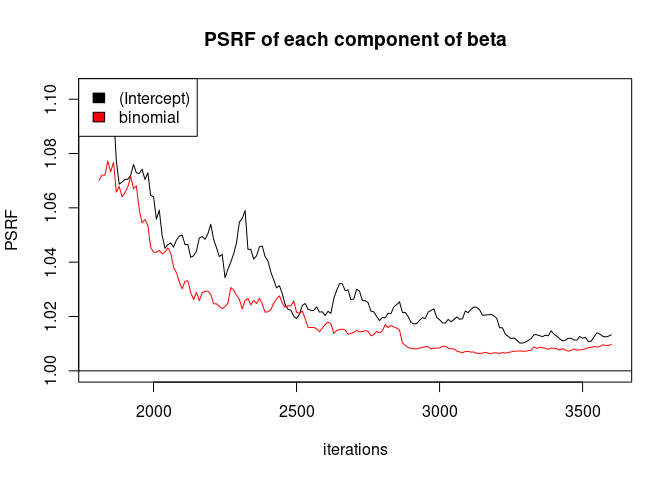 PSRF of each component of beta
(Intercept)
binomial
PSRF
1.10
1.08
1.06
1.04
1.02
1.00
2000 2500 3000 3500
iterations